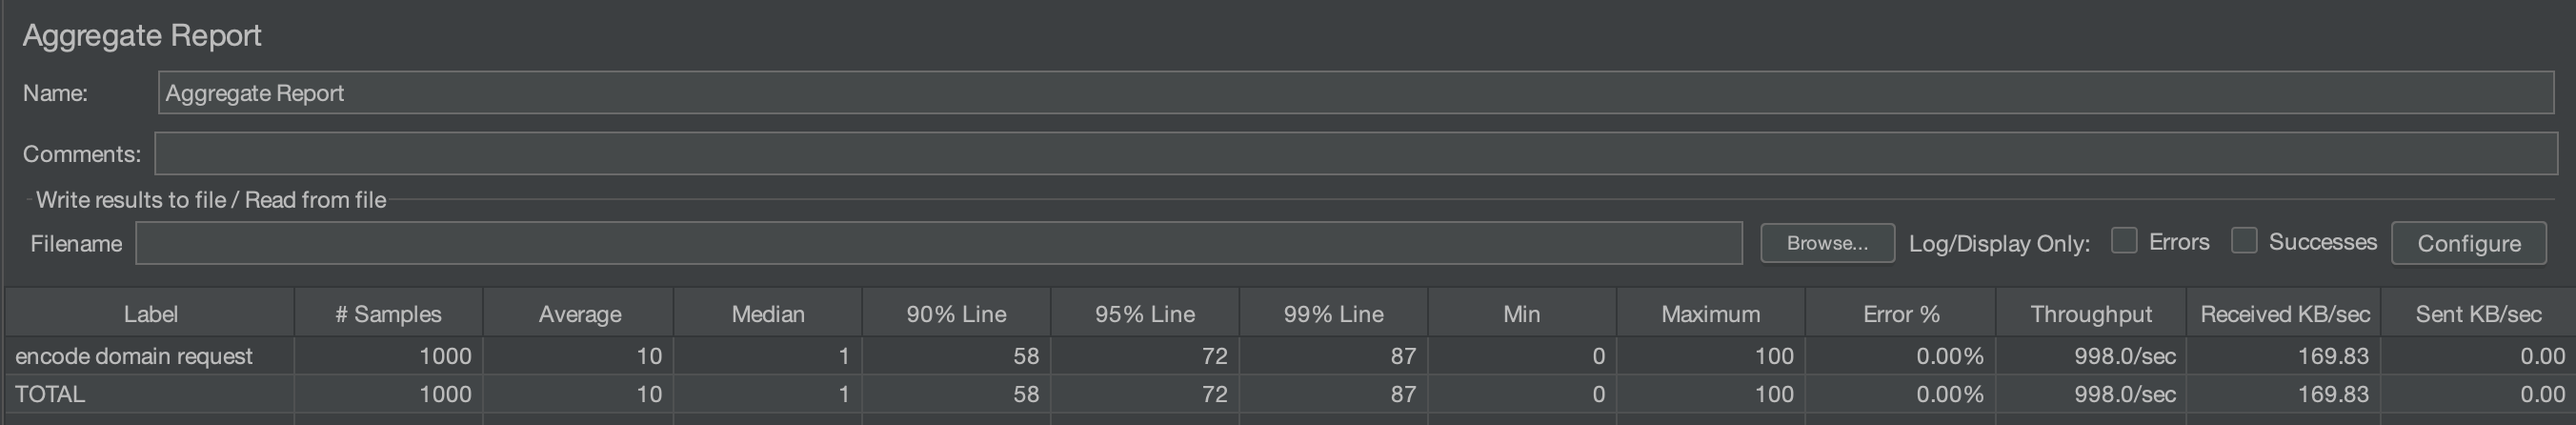 Aggregate Report
Name: Aggregate Report
Comments:
Write results to file / Read from file
Filename Browse... Log/Display Only: Errors Successes Configure
Label # Samples Average Median 90% Line 95% Line 99% Line Min Maximum Error % Throughput Received KB/sec Sent KB/sec
encode domain request 1000 10 1 58 72 87 0 100 0.00% 998.0/sec 169.83 0.00
TOTAL 1000 10 1 58 72 87 0 100 0.00% 998.0/sec 169.83 0.00